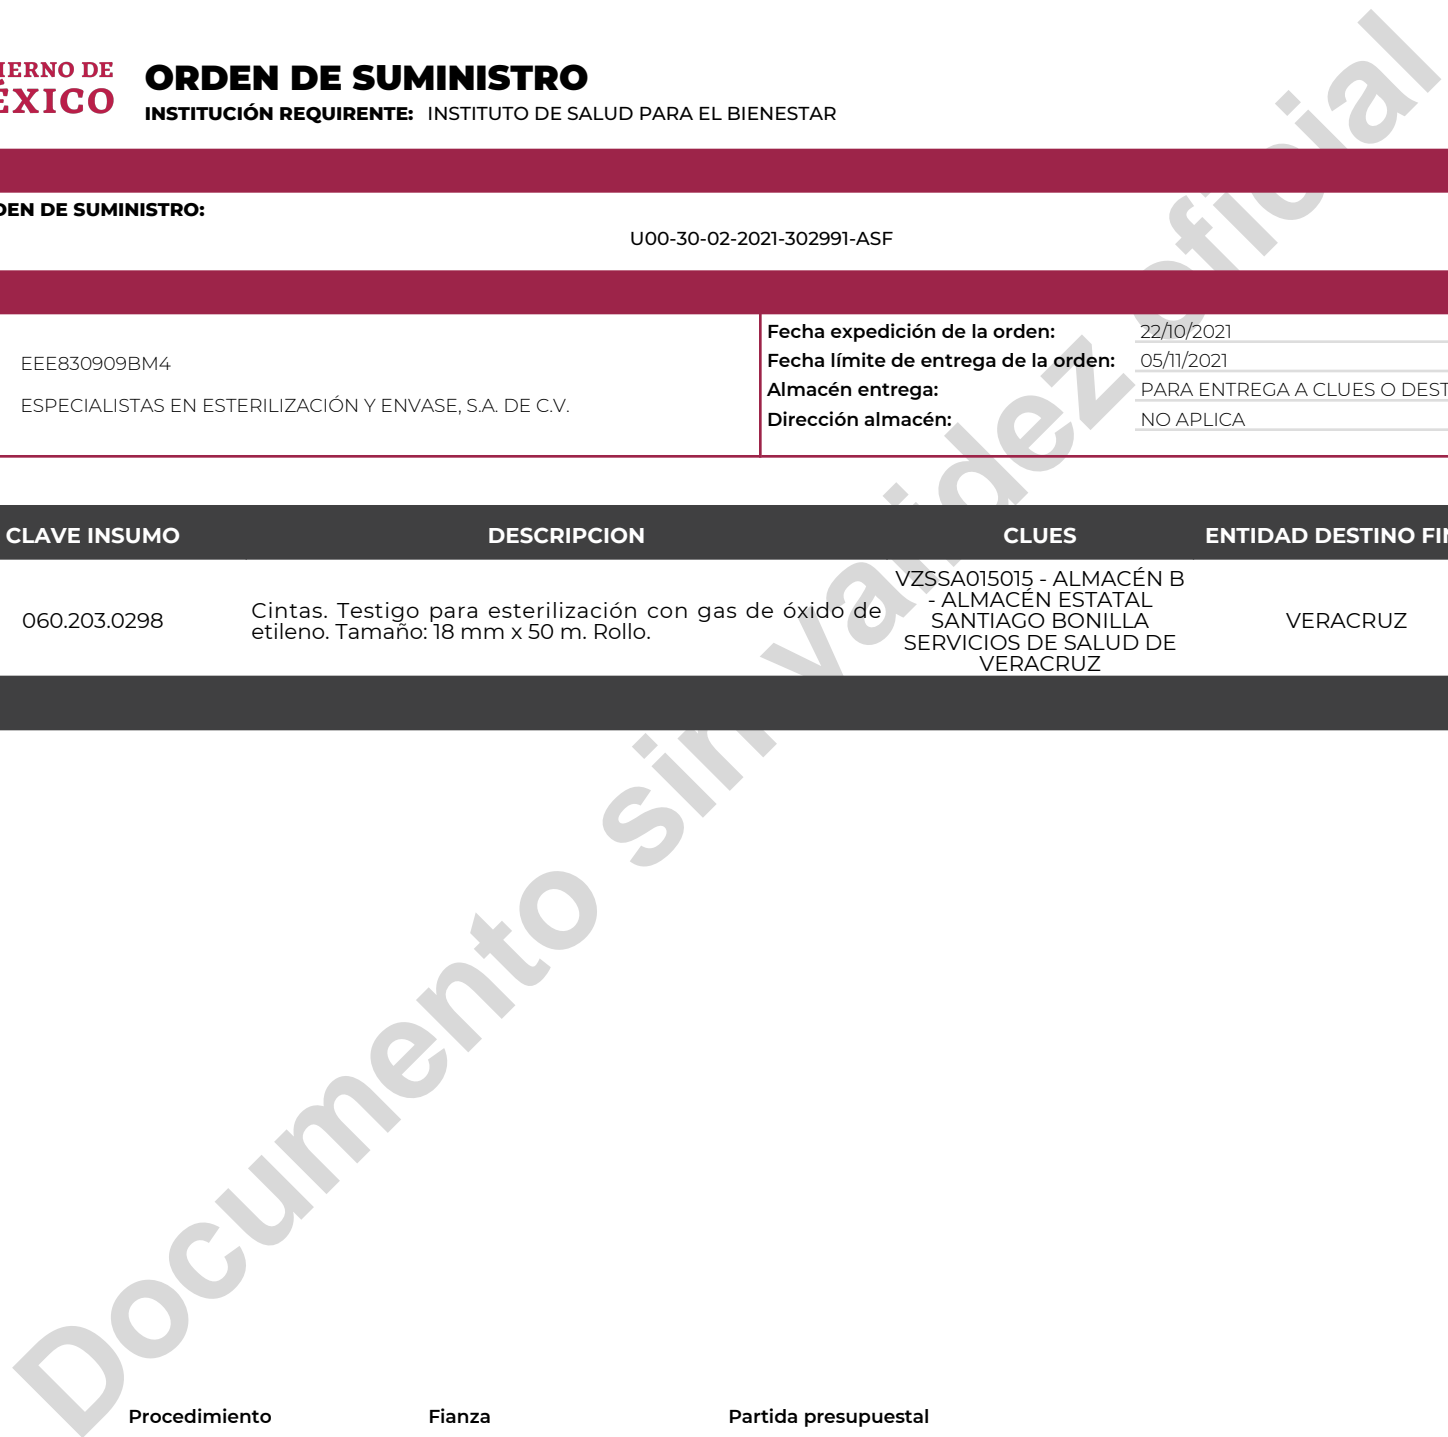 IERNO DE
ÉXICO
ORDEN DE SUMINISTRO
INSTITUCIÓN REQUIRENTE: INSTITUTO DE SALUD PARA EL BIENESTAR
DEN DE SUMINISTRO:
U00-30-02-2021-302991-ASF
EEE830909BM4
ESPECIALISTAS EN ESTERILIZACIÓN Y ENVASE, S.A. DE C.V.
Fecha expedición de la orden: 22/10/2021
Fecha límite de entrega de la orden: 05/11/2021
Almacén entrega: PARA ENTREGA A CLUES O DEST
Dirección almacén: NO APLICA
CLAVE INSUMO DESCRIPCION CLUES ENTIDAD DESTINO FIN
060.203.0298
Cintas. Testigo para esterilización con gas de óxido de
etileno. Tamaño: 18 mm x 50 m. Rollo.
VZSSA015015 - ALMACÉN B
- ALMACÉN ESTATAL
SANTIAGO BONILLA
SERVICIOS DE SALUD DE
VERACRUZ
VERACRUZ
Documento sin validez oficial
Procedimiento Fianza Partida presupuestal